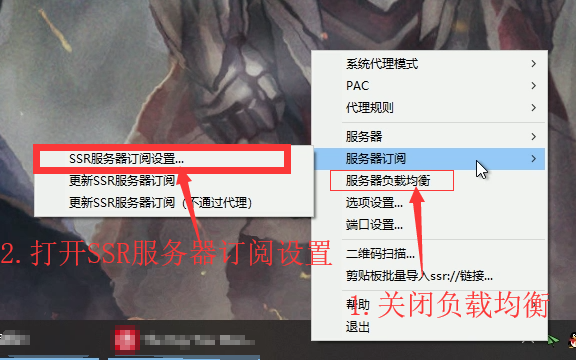 系统代理模式
PAC
代理规则
服务器
服务器订阅
服务器负载均衡
选项设置...
端口设置...
二维码扫描...
剪贴板批量导入ssr://链接...
帮助
退出
SSR服务器订阅设置...
更新SSR服务器订阅
更新SSR服务器订阅（不通过代理）
2.打开SSR服务器订阅设置
1.关闭负载均衡